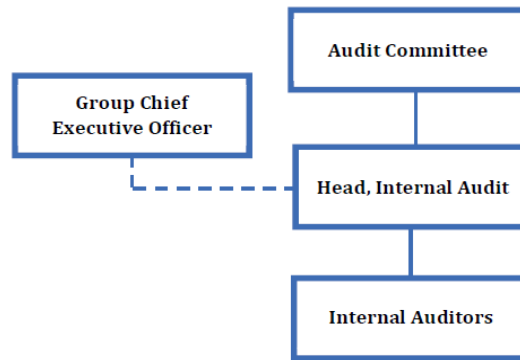 Audit Committee
Group Chief
Executive Officer
Head, Internal Audit
Internal Auditors